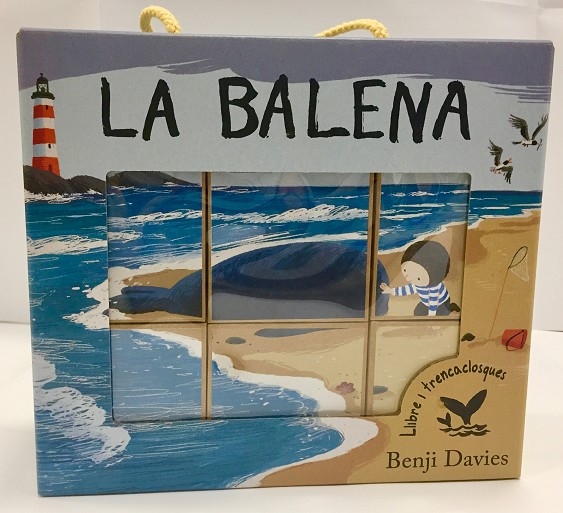 LA BALENA
Llibre i trencaclosques
Benji Davies